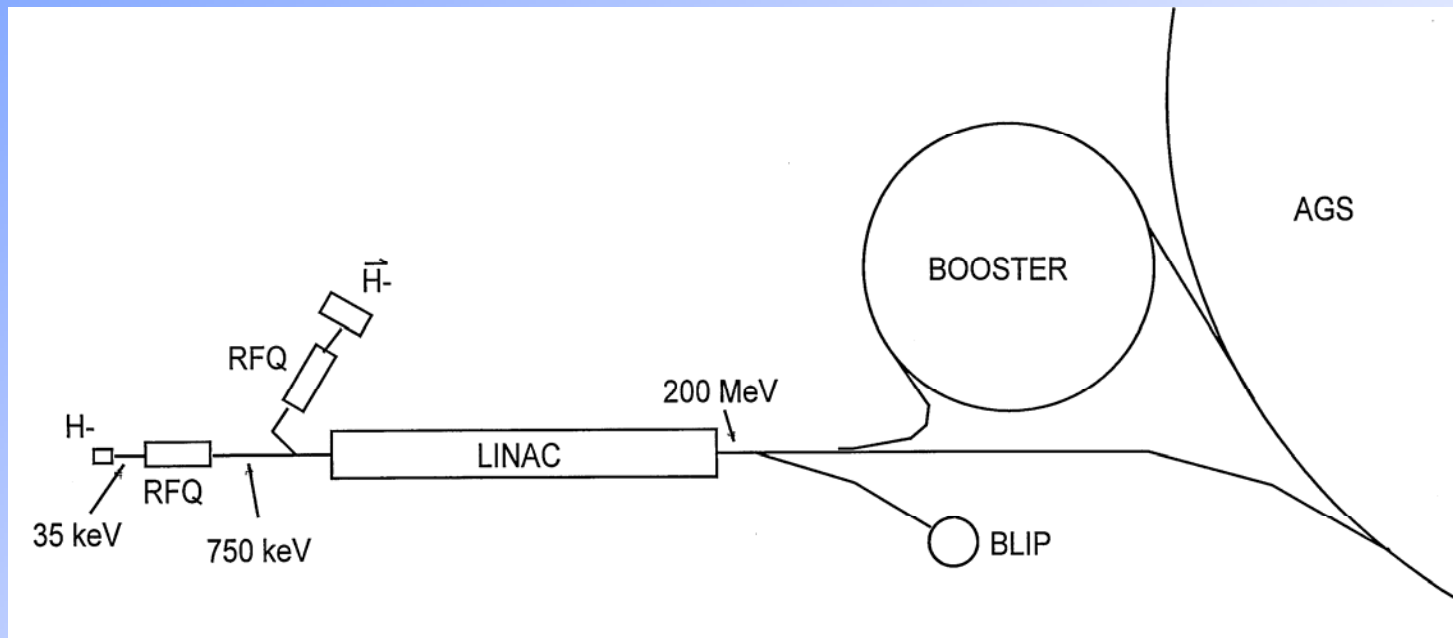 AGS
BOOSTER
H⃗-
RFQ
200 MeV
H-
LINAC
RFQ
35 keV
750 keV
BLIP